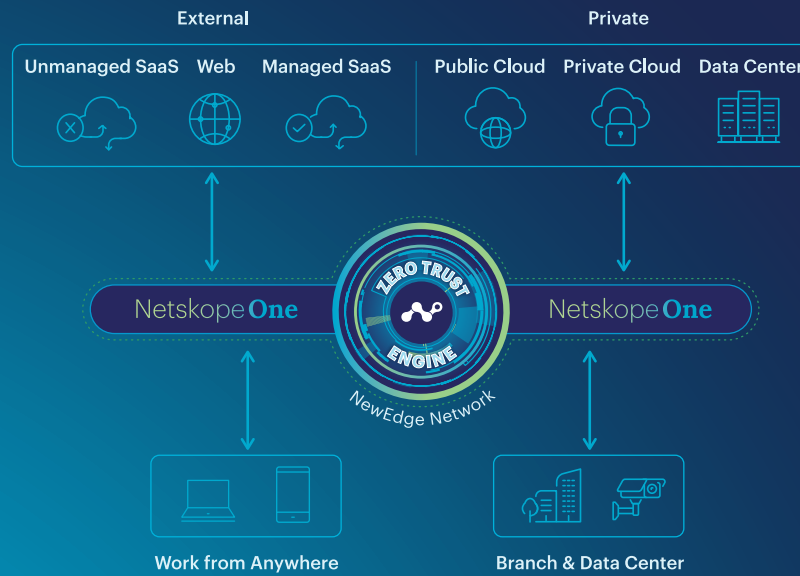 External
Private
Unmanaged SaaS
Web
Managed SaaS
Public Cloud
Private Cloud
Data Center
Netskope One
ZERO TRUST
ENGINE
Netskope One
NewEdge Network
Work from Anywhere
Branch & Data Center